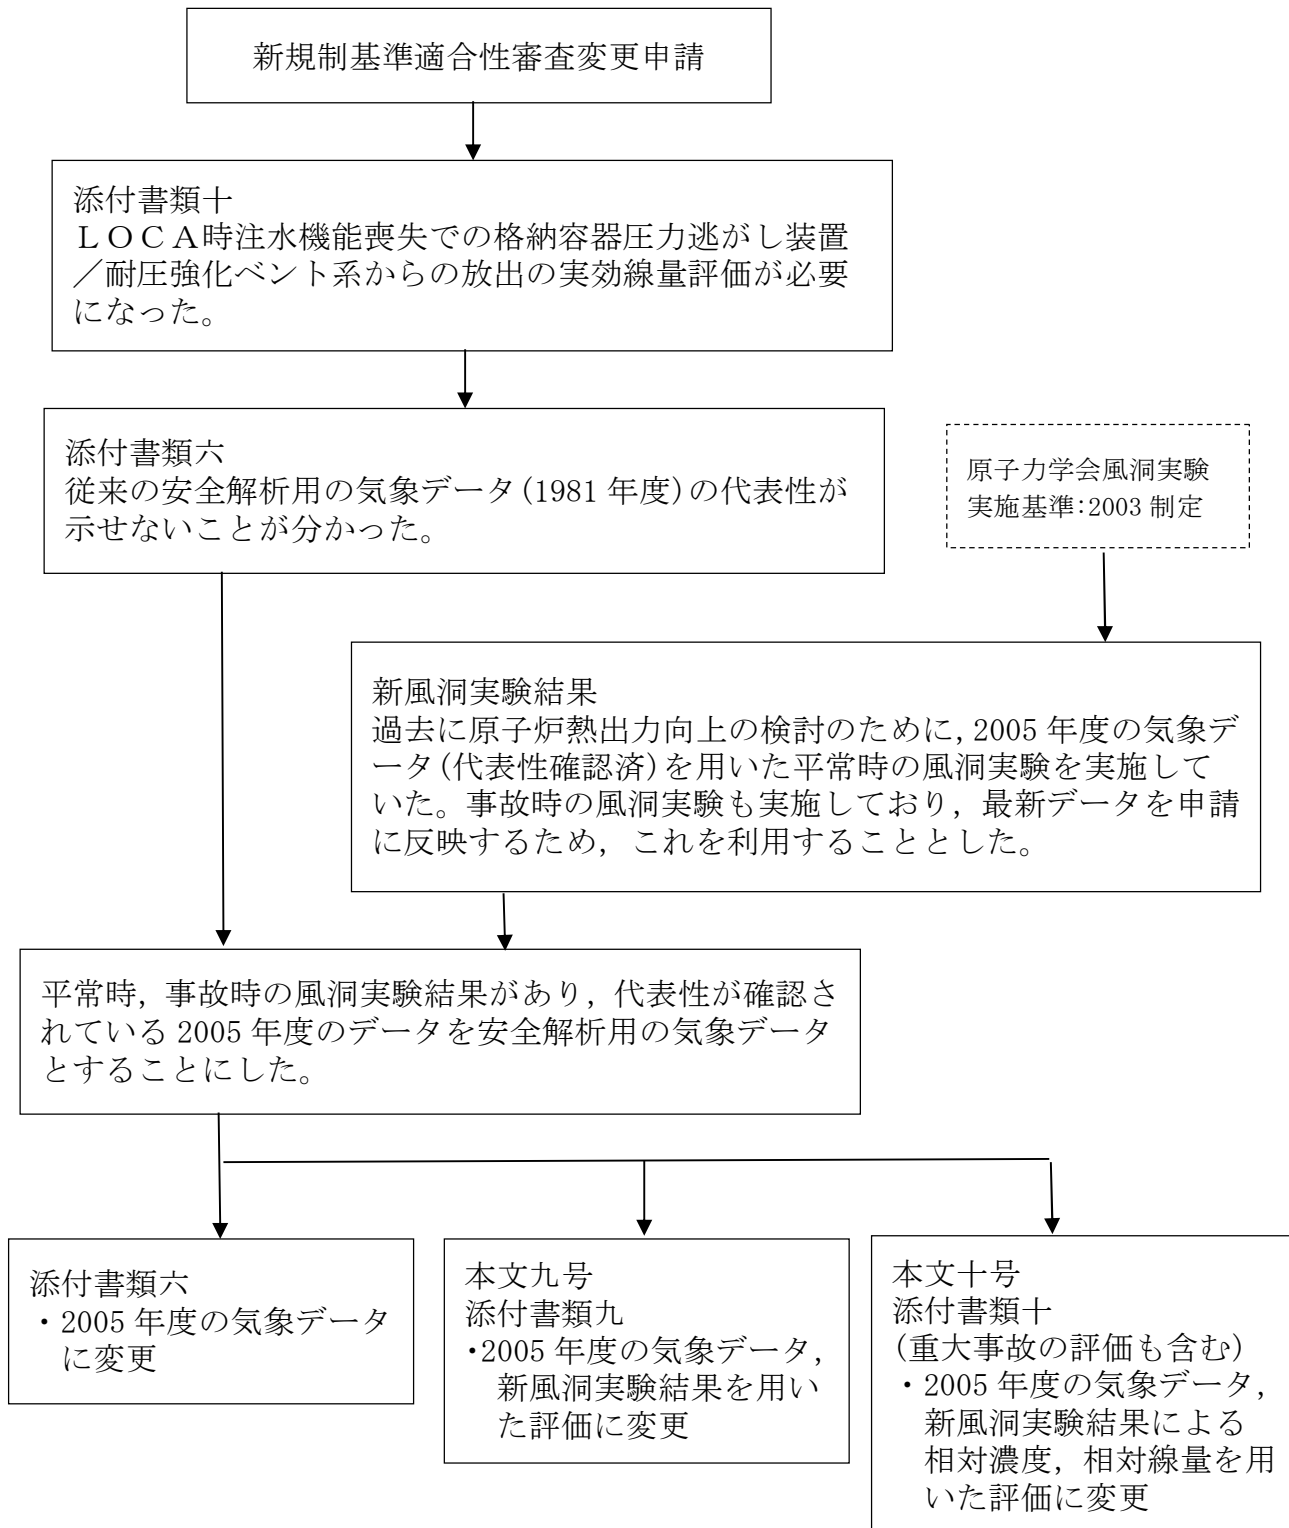 新規制基準適合性審査変更申請
添付書類十
ＬＯＣＡ時注水機能喪失での格納容器圧力逃がし装置
／耐圧強化ベント系からの放出の実効線量評価が必要
になった。
添付書類六
従来の安全解析用の気象データ(1981 年度)の代表性が
示せないことが分かった。
原子力学会風洞実験
実施基準:2003 制定
新風洞実験結果
過去に原子炉熱出力向上の検討のために,2005 年度の気象デ
ータ(代表性確認済)を用いた平常時の風洞実験を実施して
いた。事故時の風洞実験も実施しており，最新データを申請
に反映するため，これを利用することとした。
平常時，事故時の風洞実験結果があり，代表性が確認さ
れている 2005 年度のデータを安全解析用の気象データ
とすることにした。
添付書類六
・2005 年度の気象データ
に変更
本文九号
添付書類九
・2005 年度の気象データ，
新風洞実験結果を用い
た評価に変更
本文十号
添付書類十
(重大事故の評価も含む)
・2005 年度の気象データ，
新風洞実験結果による
相対濃度，相対線量を用
いた評価に変更